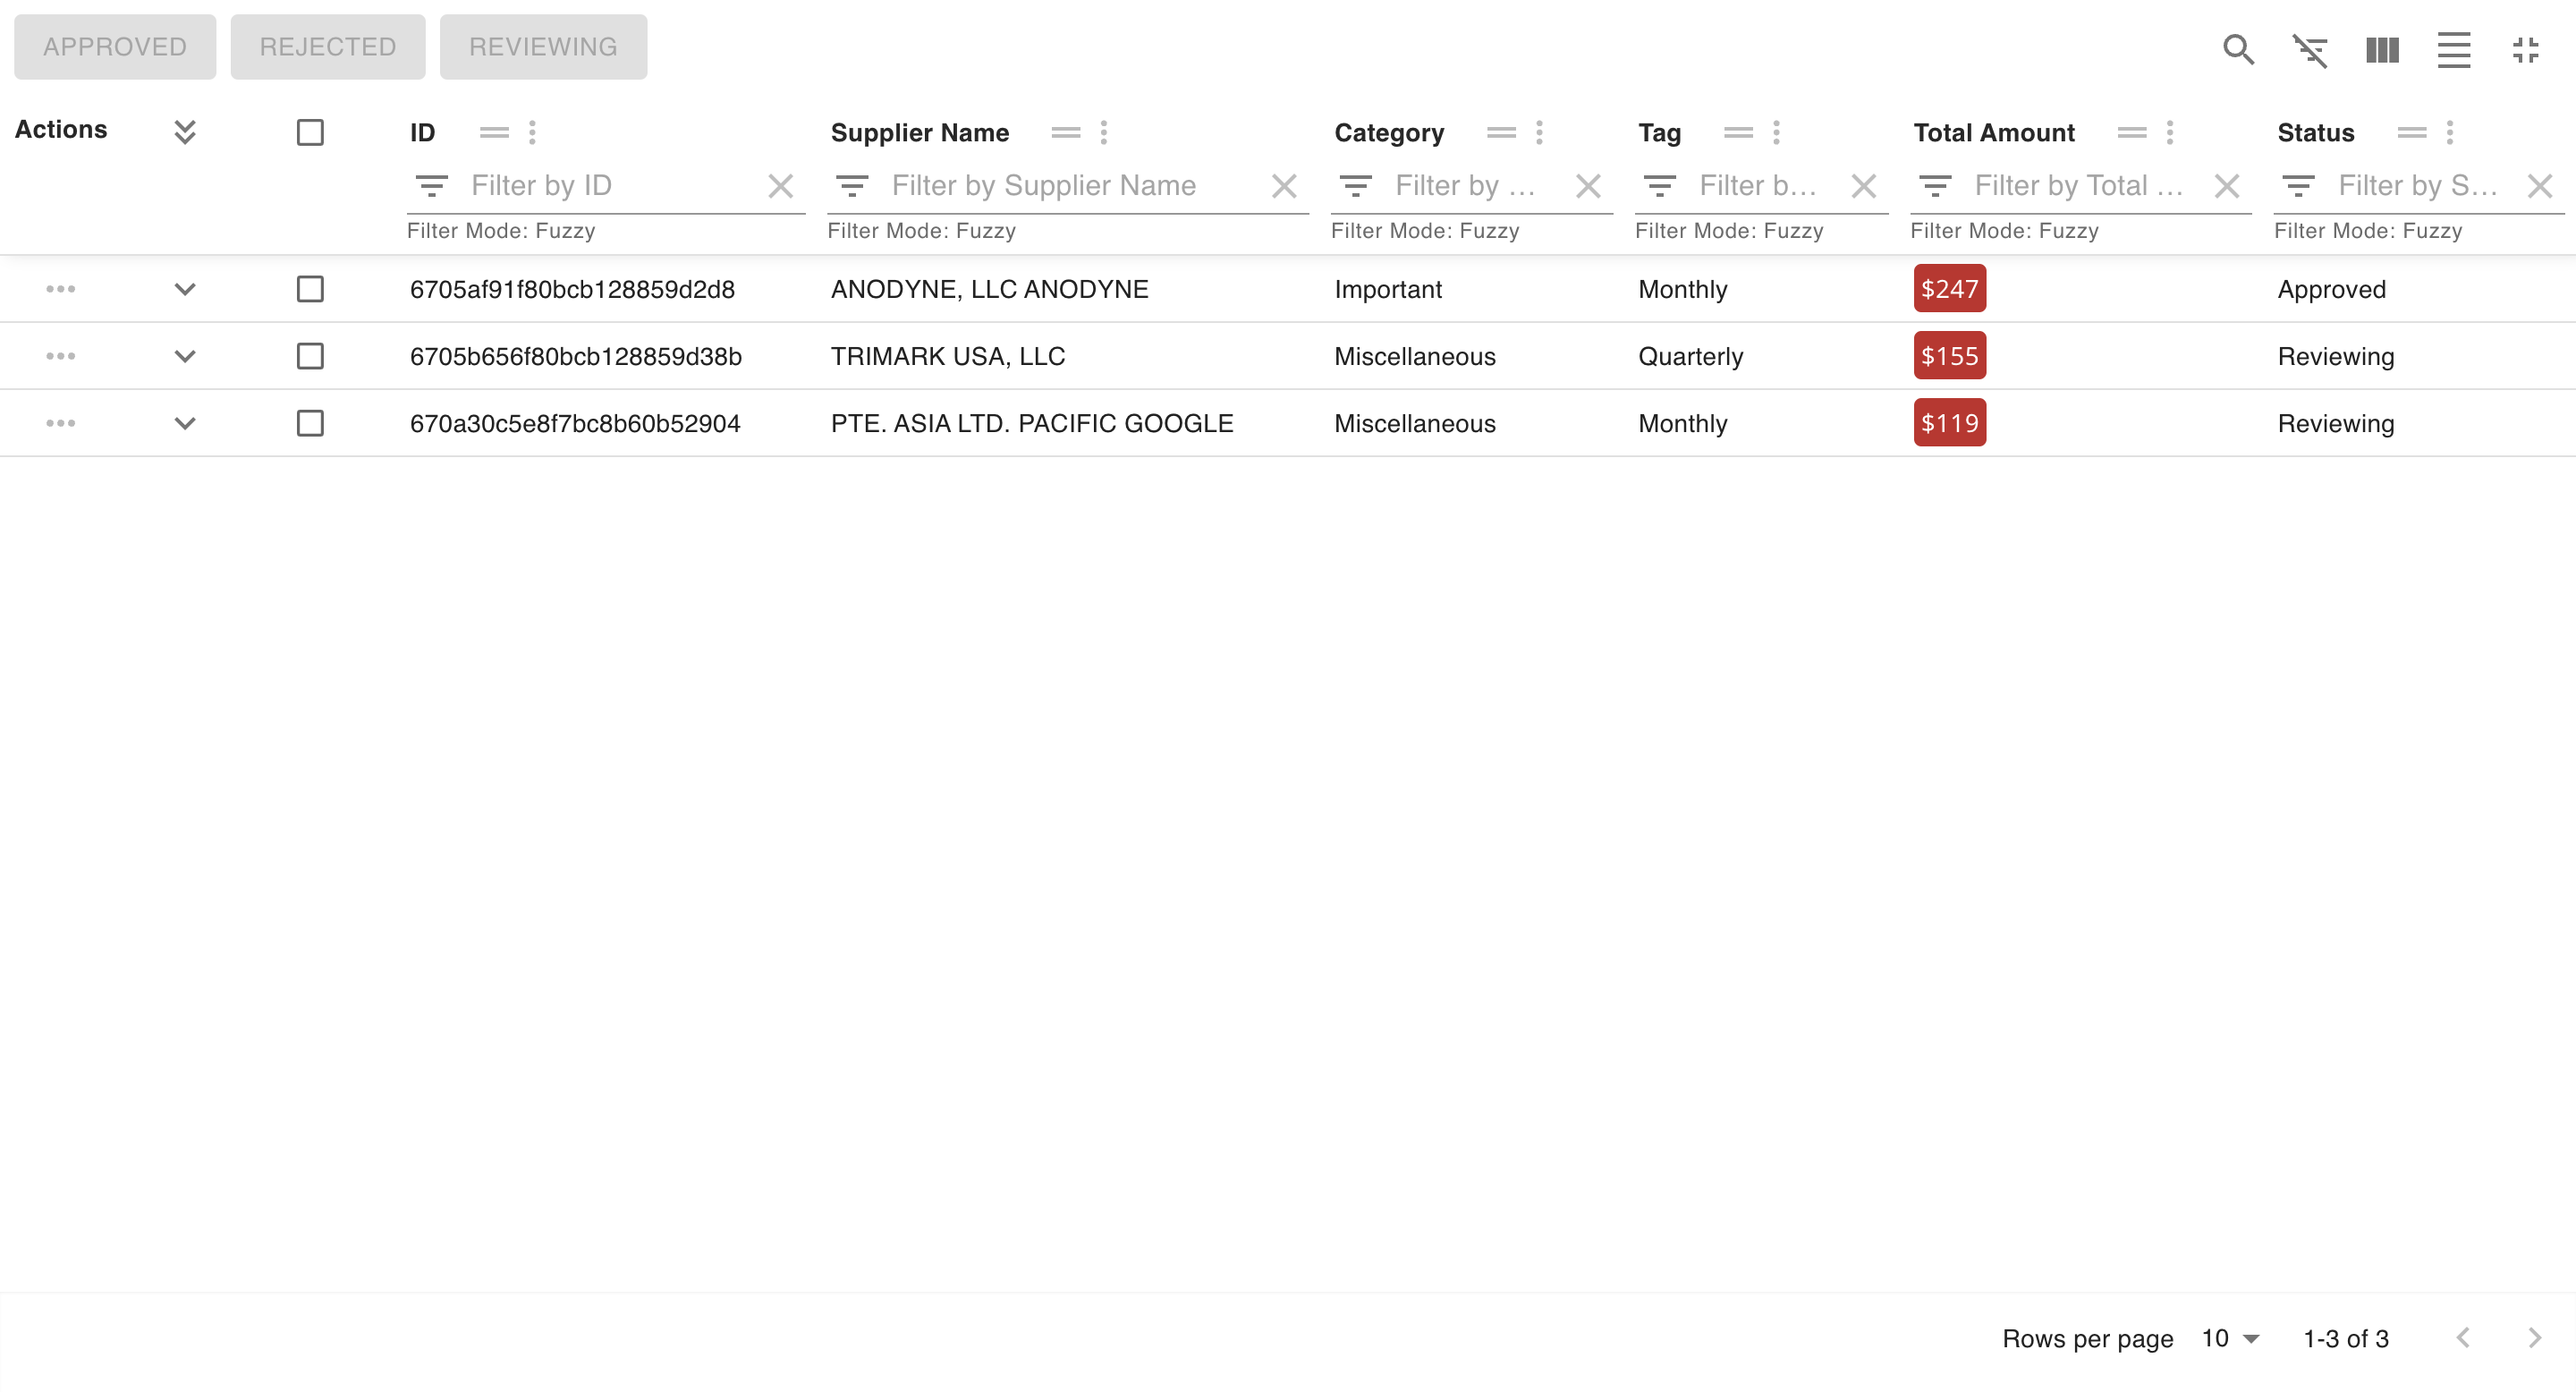 APPROVED REJECTED REVIEWING
Actions ID Supplier Name Category Tag Total Amount Status
Filter by ID Filter by Supplier Name Filter by ... Filter b... Filter by Total ... Filter by S...
Filter Mode: Fuzzy Filter Mode: Fuzzy Filter Mode: Fuzzy Filter Mode: Fuzzy Filter Mode: Fuzzy Filter Mode: Fuzzy
6705af91f80bcb128859d2d8 ANODYNE, LLC ANODYNE Important Monthly $247 Approved
6705b656f80bcb128859d38b TRIMARK USA, LLC Miscellaneous Quarterly $155 Reviewing
670a30c5e8f7bc8b60b52904 PTE. ASIA LTD. PACIFIC GOOGLE Miscellaneous Monthly $119 Reviewing
Rows per page 10 1-3 of 3